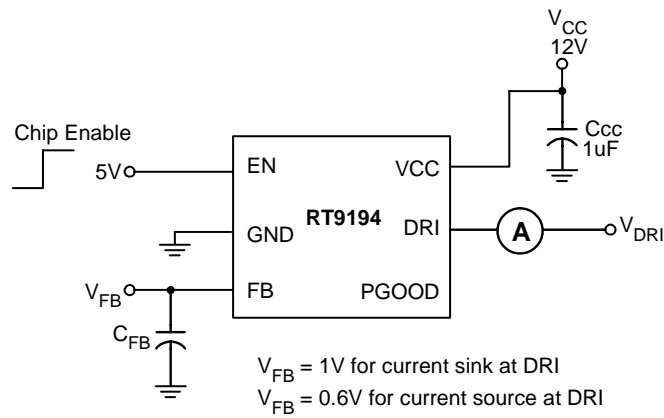 V_CC
12V
Chip Enable
Ccc
1uF
5V
EN
VCC
RT9194
GND
DRI
A
V_DRI
V_FB
FB
PGOOD
C_FB
V_FB = 1V for current sink at DRI
V_FB = 0.6V for current source at DRI